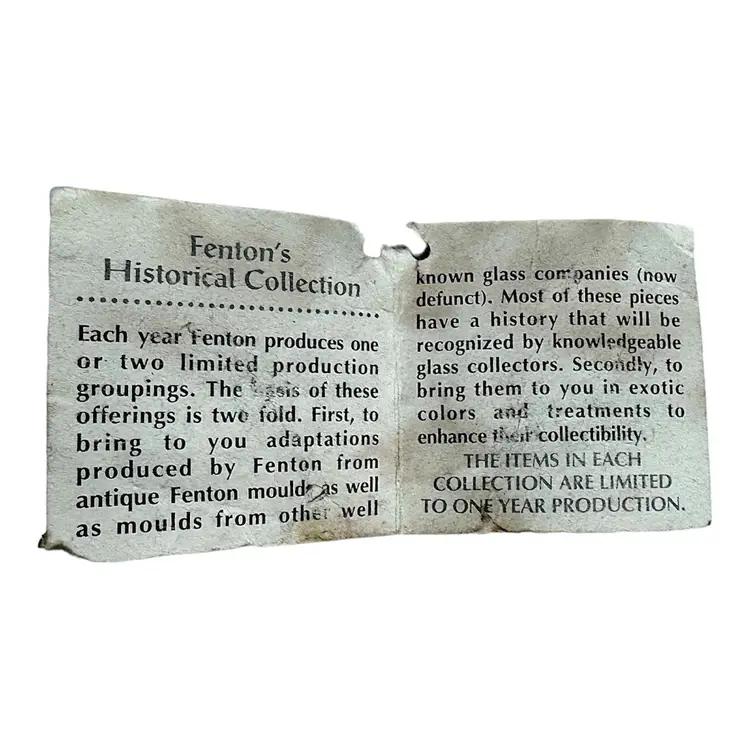 Fenton's
Historical Collection
Each year Fenton produces one
or two limited production
groupings. The basis of these
offerings is two fold. First, to
bring to you adaptations
produced by Fenton from
antique Fenton moulds as well
as moulds from other well
known glass companies (now
defunct). Most of these pieces
have a history that will be
recognized by knowledgeable
glass collectors. Secondly, to
bring them to you in exotic
colors and treatments to
enhance their collectibility.
THE ITEMS IN EACH
COLLECTION ARE LIMITED
TO ONE YEAR PRODUCTION.